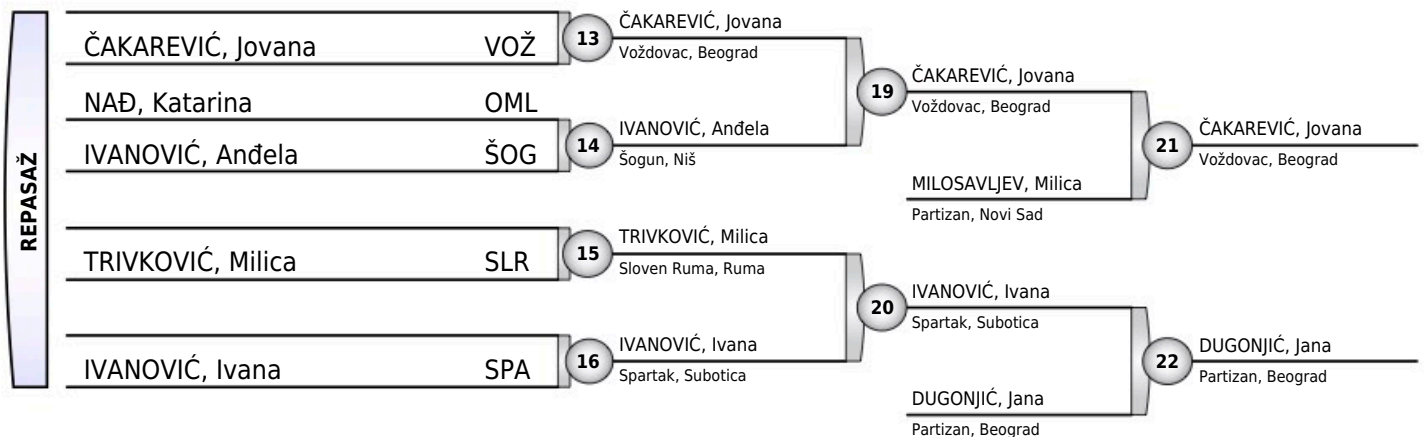 REPASAŽ
ČAKAREVIĆ, Jovana VOŽ
NAĐ, Katarina OML
IVANOVIĆ, Anđela ŠOG
TRIVKOVIĆ, Milica SLR
IVANOVIĆ, Ivana SPA
13
ČAKAREVIĆ, Jovana
Voždovac, Beograd
14
IVANOVIĆ, Anđela
Šogun, Niš
15
TRIVKOVIĆ, Milica
Sloven Ruma, Ruma
16
IVANOVIĆ, Ivana
Spartak, Subotica
19
ČAKAREVIĆ, Jovana
Voždovac, Beograd
MILOSAVLJEV, Milica
Partizan, Novi Sad
20
IVANOVIĆ, Ivana
Spartak, Subotica
DUGONJIĆ, Jana
Partizan, Beograd
21
ČAKAREVIĆ, Jovana
Voždovac, Beograd
22
DUGONJIĆ, Jana
Partizan, Beograd